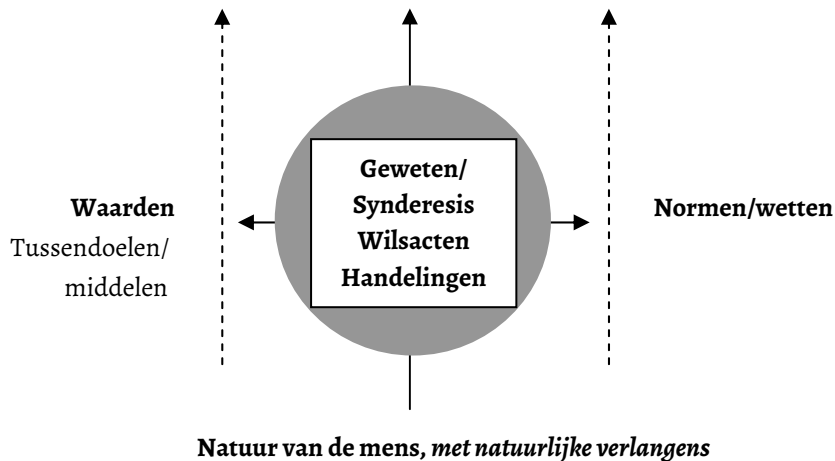 Geweten/
Synderesis
Wilsacten
Handelingen
Waarden
Tussendoelen/
middelen
Normen/wetten
Natuur van de mens, met natuurlijke verlangens